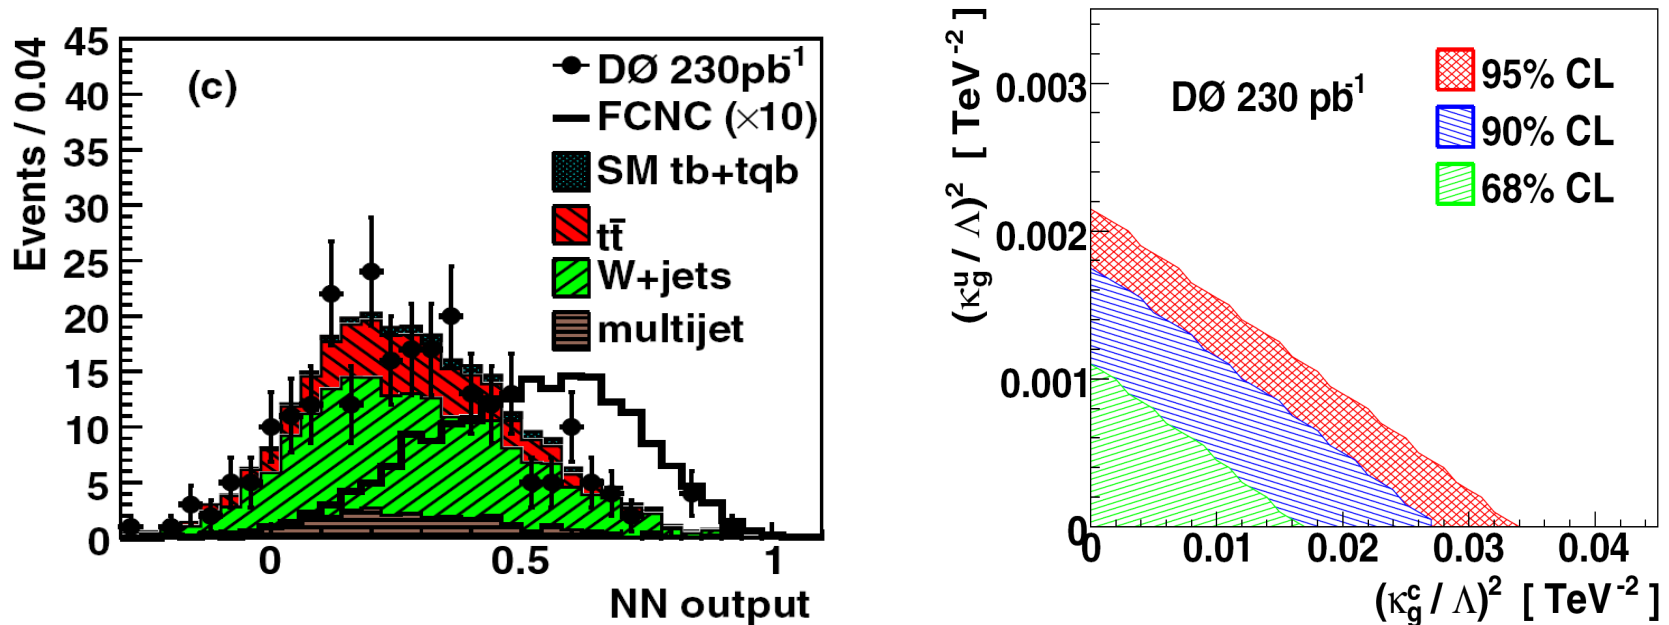 (c)
DØ 230pb⁻¹
FCNC (×10)
SM tb+tqb
tt̄
W+jets
multijet
Events / 0.04
45
40
35
30
25
20
15
10
5
0
0
0.5
1
NN output
DØ 230 pb⁻¹
95% CL
90% CL
68% CL
(κᵘg / Λ)² [ TeV⁻² ]
0.003
0.002
0.001
0
0
0.01
0.02
0.03
0.04
(κᶜg / Λ)² [ TeV⁻² ]